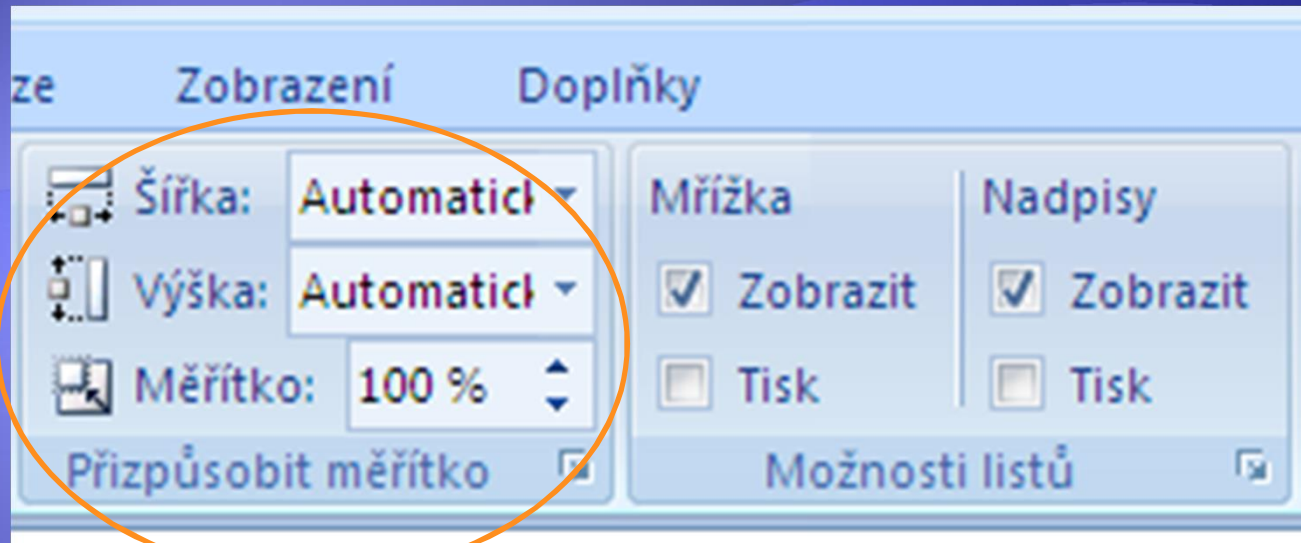 ze Zobrazení Doplňky
Šířka: Automatick
Výška: Automatick
Měřítko: 100 %
Přizpůsobit měřítko
Mřížka Nadpisy
Zobrazit Zobrazit
Tisk Tisk
Možnosti listů